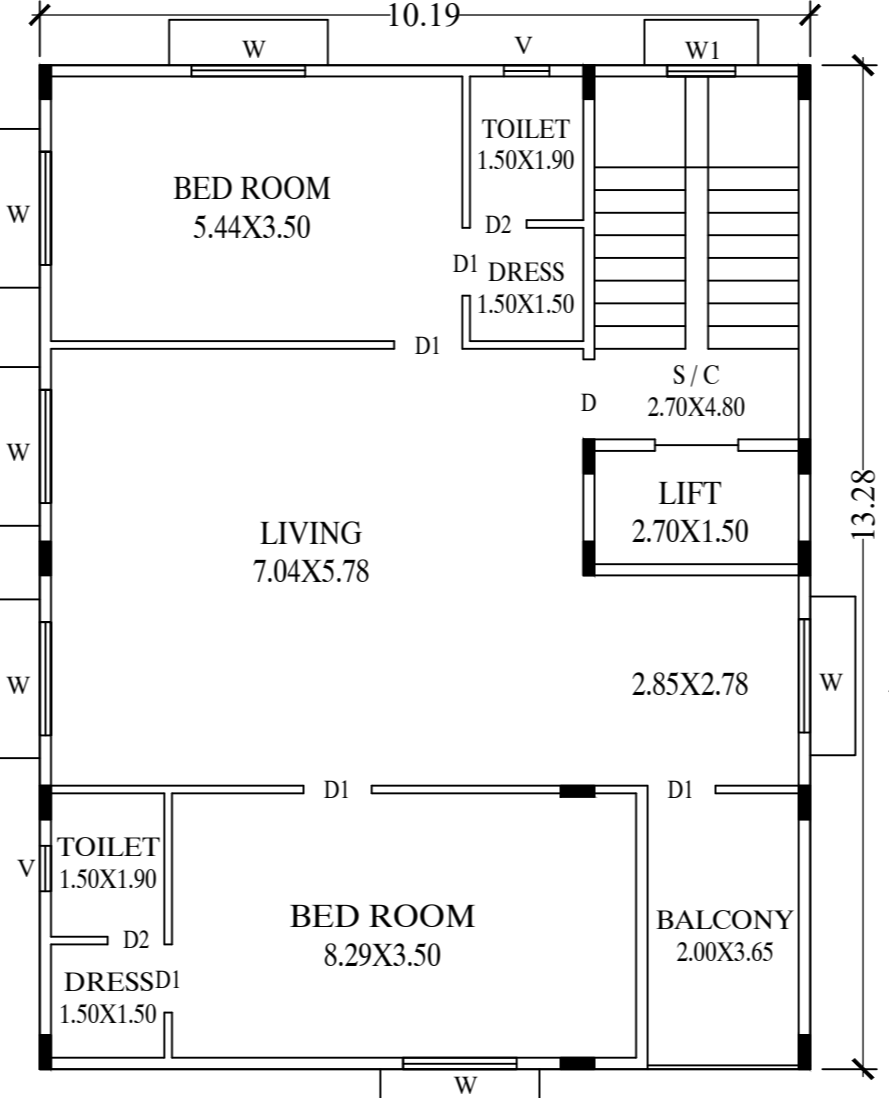 10.19
W
V
W1
TOILET
1.50X1.90
BED ROOM
5.44X3.50
W
D2
D1
DRESS
1.50X1.50
D1
S / C
2.70X4.80
D
W
LIFT
2.70X1.50
13.28
LIVING
7.04X5.78
W
2.85X2.78
W
D1
D1
TOILET
1.50X1.90
V
BED ROOM
8.29X3.50
BALCONY
2.00X3.65
D2
DRESS
D1
1.50X1.50
W